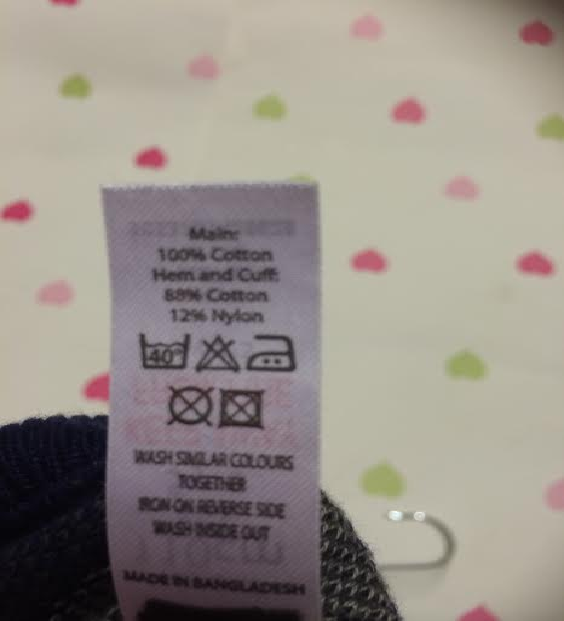 Main:
100% Cotton
Hem and Cuff:
88% Cotton
12% Nylon
40°
WASH SIMILAR COLOURS
TOGETHER
IRON ON REVERSE SIDE
WASH INSIDE OUT
MADE IN BANGLADESH